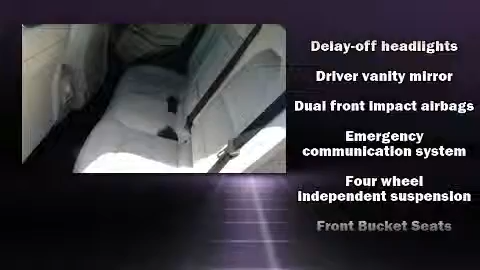 Delay-off headlights
Driver vanity mirror
Dual front impact airbags
Emergency
communication system
Four wheel
independent suspension
Front Bucket Seats